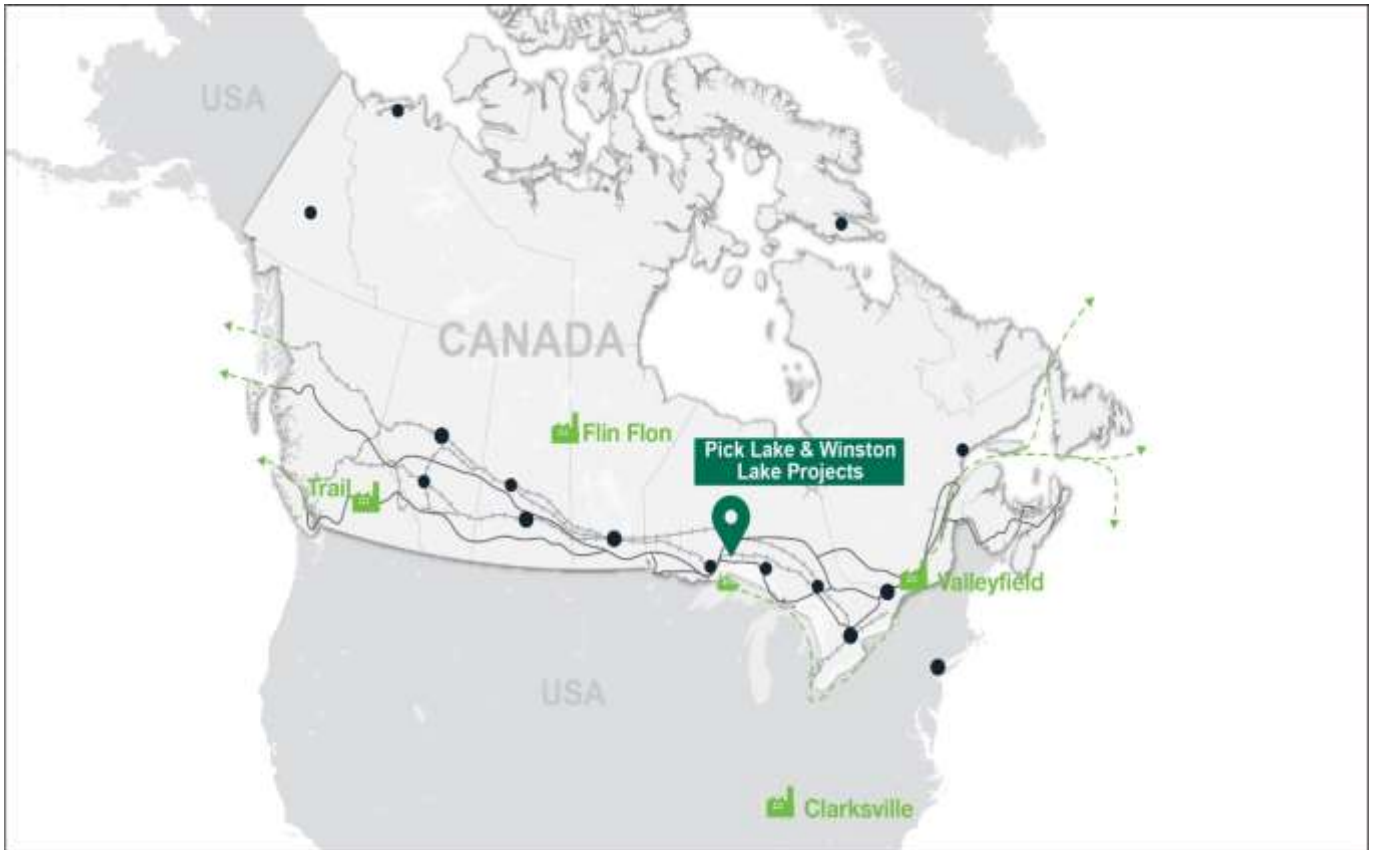 USA
CANADA
Flin Flon
Pick Lake & Winston
Lake Projects
Trail
Valleyfield
USA
Clarksville